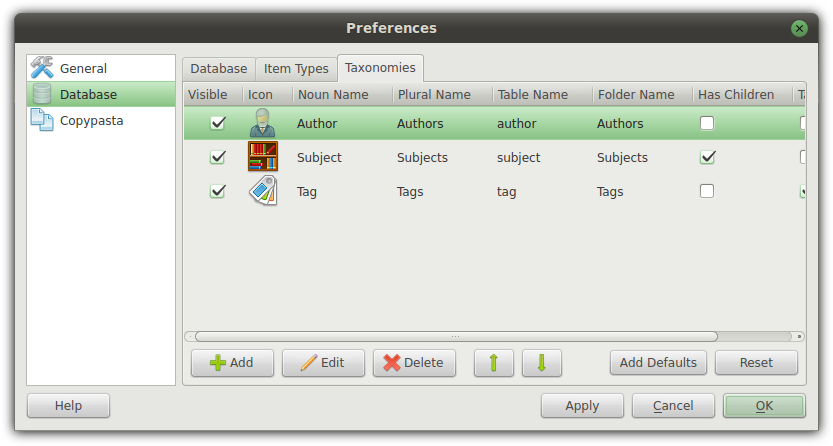 Preferences
General
Database
Copypasta
Database Item Types Taxonomies
Visible Icon Noun Name Plural Name Table Name Folder Name Has Children
Author Authors author Authors
Subject Subjects subject Subjects
Tag Tags tag Tags
Add Edit Delete Add Defaults Reset
Help Apply Cancel OK